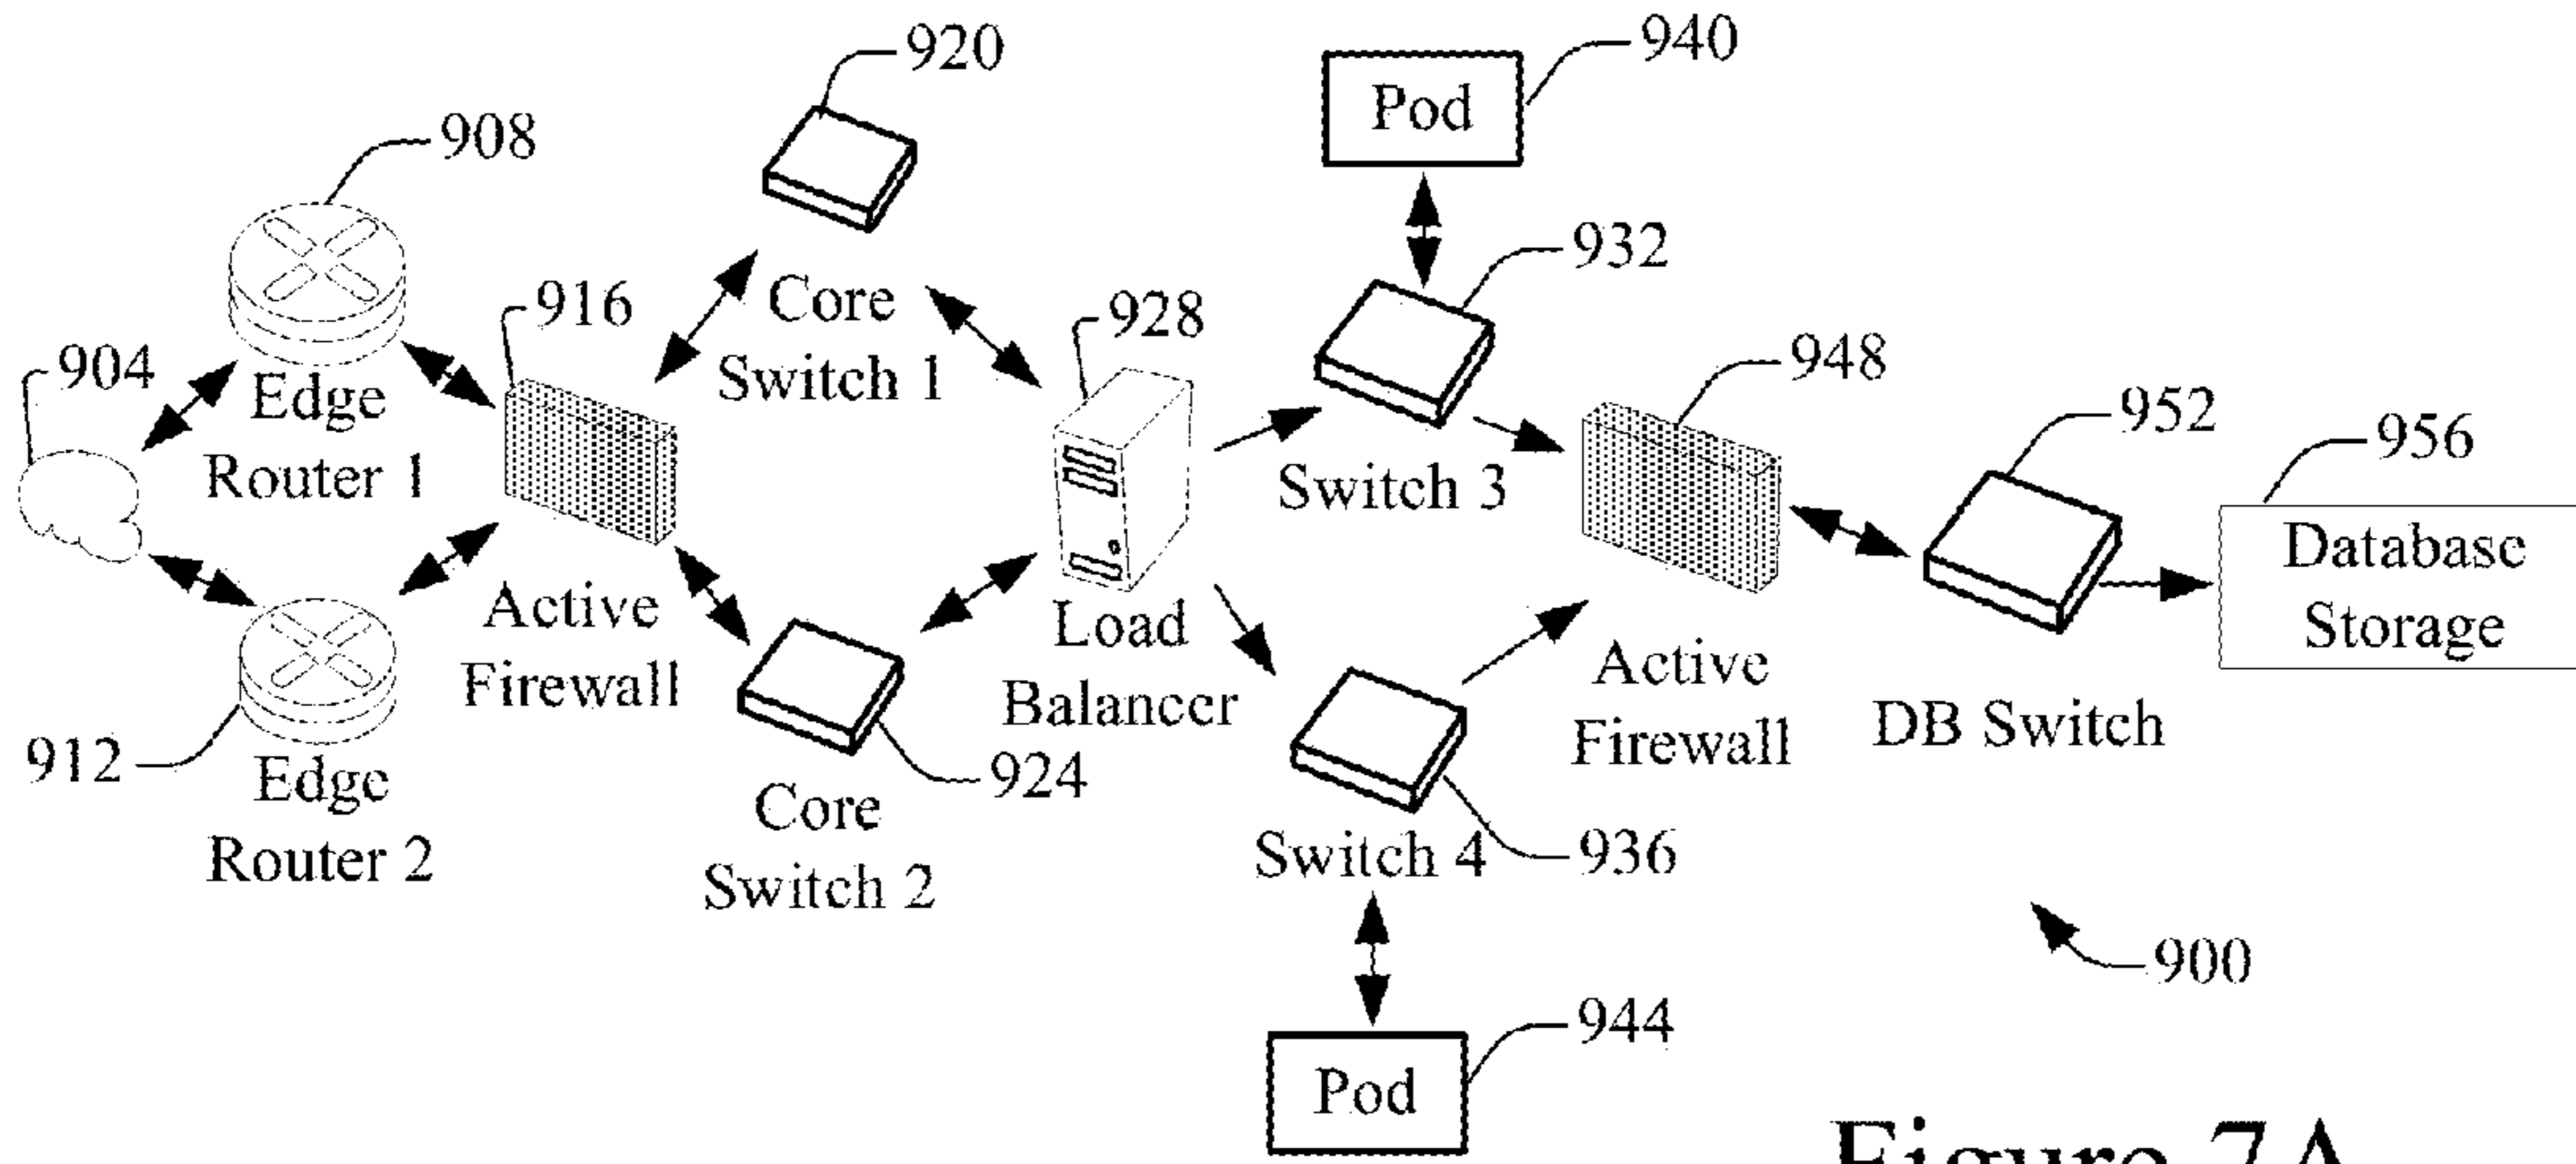 920
940
Pod
908
932
916
Core
Switch 1
928
904
Edge
Router 1
948
952
956
Switch 3
Database
Storage
Active
Firewall
Load
Balancer
Active
Firewall
DB Switch
912
Edge
Router 2
924
Core
Switch 2
Switch 4
936
900
944
Pod
Figure 7A